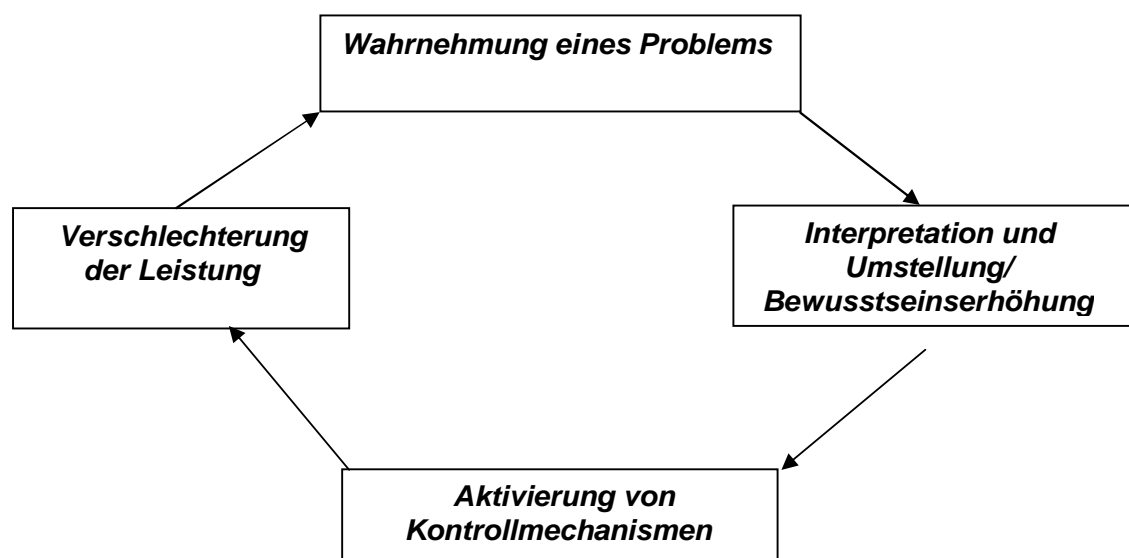 Wahrnehmung eines Problems
Verschlechterung
der Leistung
Interpretation und
Umstellung/
Bewusstseinserhöhung
Aktivierung von
Kontrollmechanismen